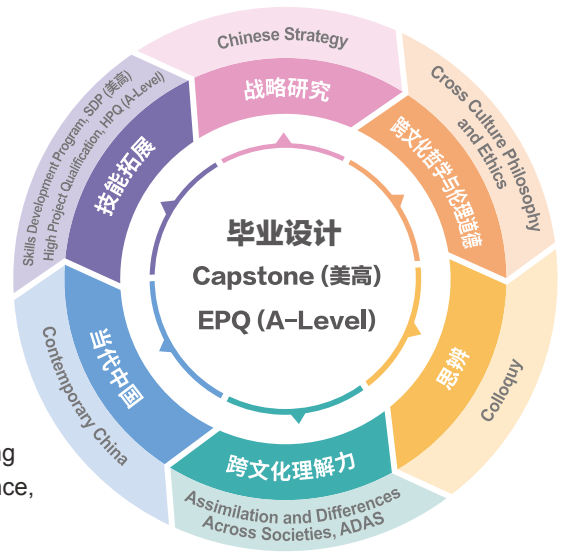 Chinese Strategy
战略研究
Cross Culture Philosophy
and Ethics
跨文化哲学与伦理道德
Colloquy
思辨
跨文化理解力
Assimilation and Differences
Across Societies, ADAS
当代中国
Contemporary China
技能拓展
Skills Development Program, SDP (美高)
High Project Qualification, HPQ (A-Level)
毕业设计
Capstone (美高)
EPQ (A-Level)